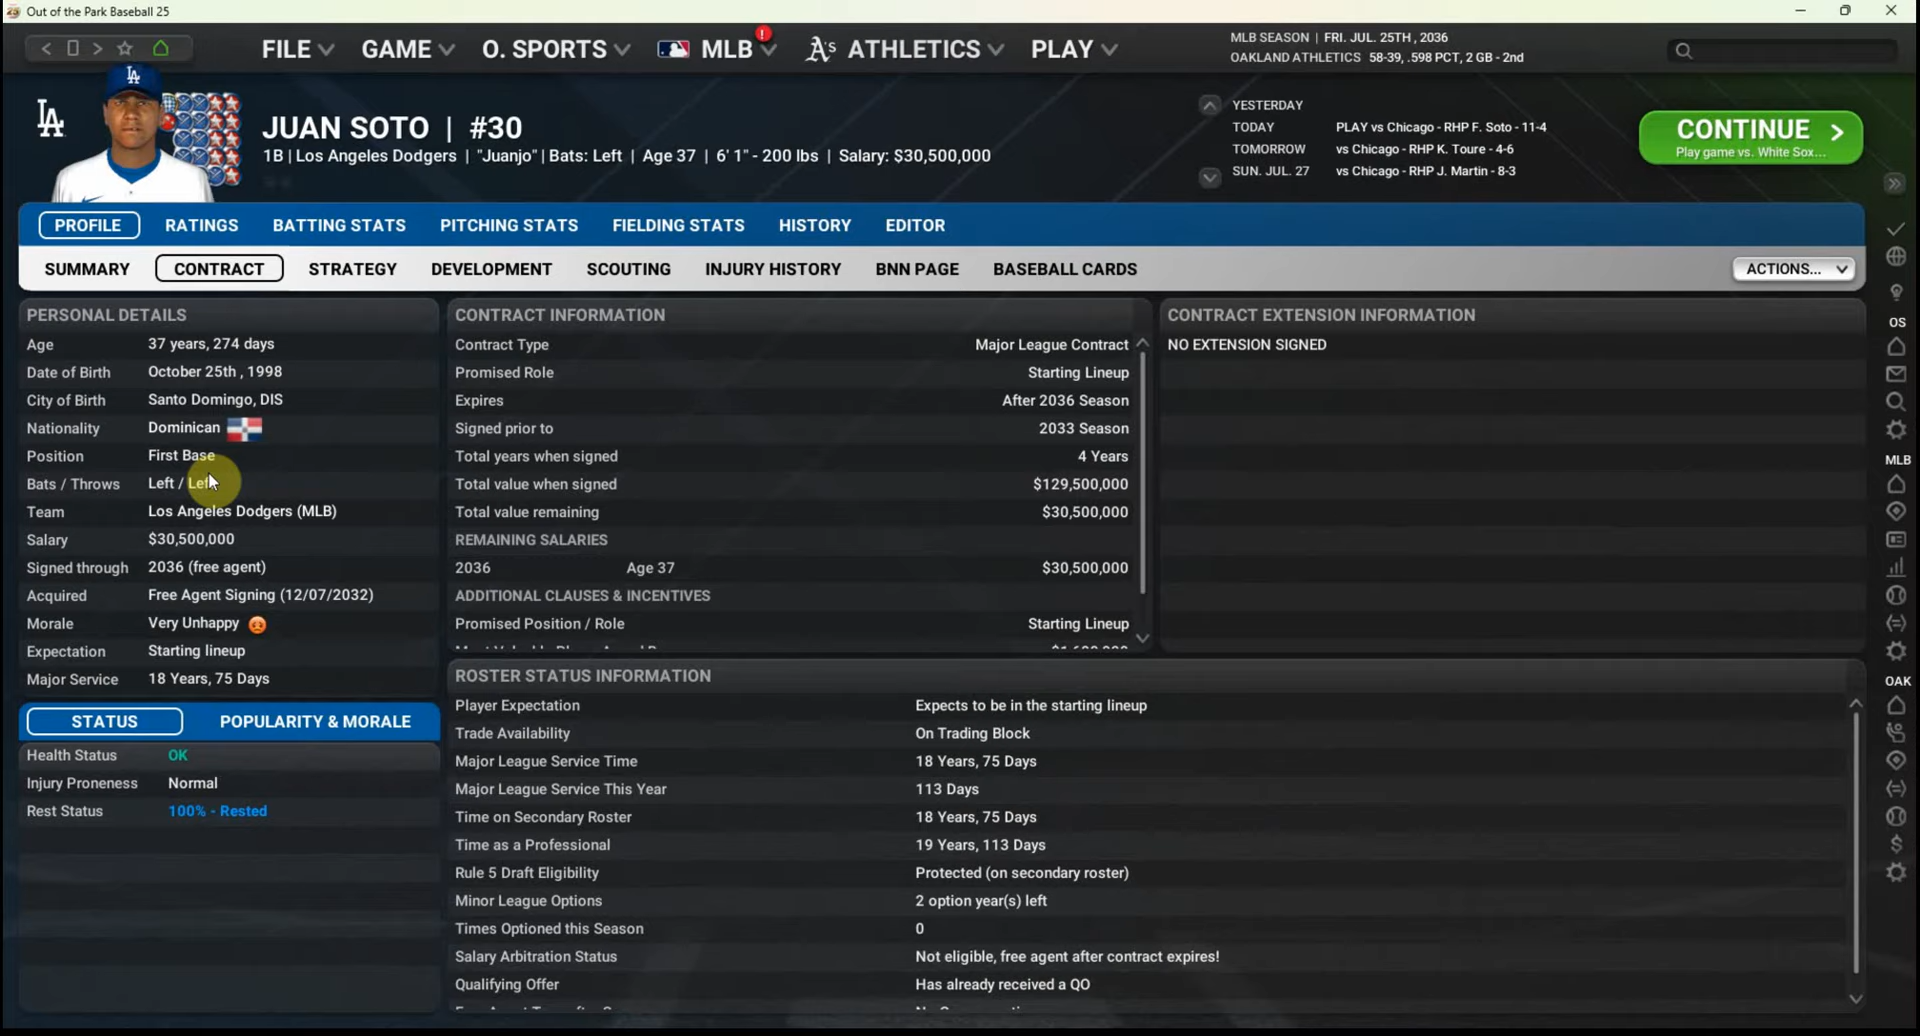 Out of the Park Baseball 25
FILE
GAME
O. SPORTS
MLB
!
A's ATHLETICS
PLAY
MLB SEASON | FRI. JUL. 25TH , 2036
OAKLAND ATHLETICS 58-39, .598 PCT, 2 GB - 2nd
LA
JUAN SOTO | #30
1B | Los Angeles Dodgers | "Juanjo" | Bats: Left | Age 37 | 6' 1" - 200 lbs | Salary: $30,500,000
YESTERDAY
TODAY PLAY vs Chicago - RHP F. Soto - 11-4
TOMORROW vs Chicago - RHP K. Toure - 4-6
SUN. JUL. 27 vs Chicago - RHP J. Martin - 8-3
CONTINUE
Play game vs. White Sox...
PROFILE RATINGS BATTING STATS PITCHING STATS FIELDING STATS HISTORY EDITOR
SUMMARY CONTRACT STRATEGY DEVELOPMENT SCOUTING INJURY HISTORY BNN PAGE BASEBALL CARDS
ACTIONS...
PERSONAL DETAILS
Age 37 years, 274 days
Date of Birth October 25th , 1998
City of Birth Santo Domingo, DIS
Nationality Dominican
Position First Base
Bats / Throws Left / Left
Team Los Angeles Dodgers (MLB)
Salary $30,500,000
Signed through 2036 (free agent)
Acquired Free Agent Signing (12/07/2032)
Morale Very Unhappy
Expectation Starting lineup
Major Service 18 Years, 75 Days
STATUS POPULARITY & MORALE
Health Status OK
Injury Proneness Normal
Rest Status 100% - Rested
CONTRACT INFORMATION
Contract Type Major League Contract
Promised Role Starting Lineup
Expires After 2036 Season
Signed prior to 2033 Season
Total years when signed 4 Years
Total value when signed $129,500,000
Total value remaining $30,500,000
REMAINING SALARIES
2036 Age 37 $30,500,000
ADDITIONAL CLAUSES & INCENTIVES
Promised Position / Role Starting Lineup
CONTRACT EXTENSION INFORMATION
NO EXTENSION SIGNED
ROSTER STATUS INFORMATION
Player Expectation Expects to be in the starting lineup
Trade Availability On Trading Block
Major League Service Time 18 Years, 75 Days
Major League Service This Year 113 Days
Time on Secondary Roster 18 Years, 75 Days
Time as a Professional 19 Years, 113 Days
Rule 5 Draft Eligibility Protected (on secondary roster)
Minor League Options 2 option year(s) left
Times Optioned this Season 0
Salary Arbitration Status Not eligible, free agent after contract expires!
Qualifying Offer Has already received a QO
OS
MLB
OAK